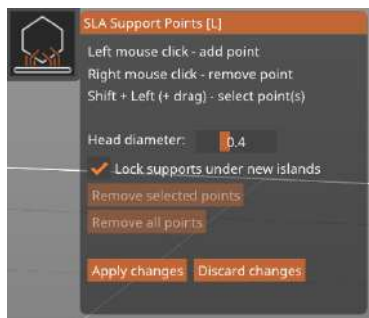 SLA Support Points [L]
Left mouse click - add point
Right mouse click - remove point
Shift + Left (+ drag) - select point(s)
Head diameter: 0.4
Lock supports under new islands
Remove selected points
Remove all points
Apply changes Discard changes